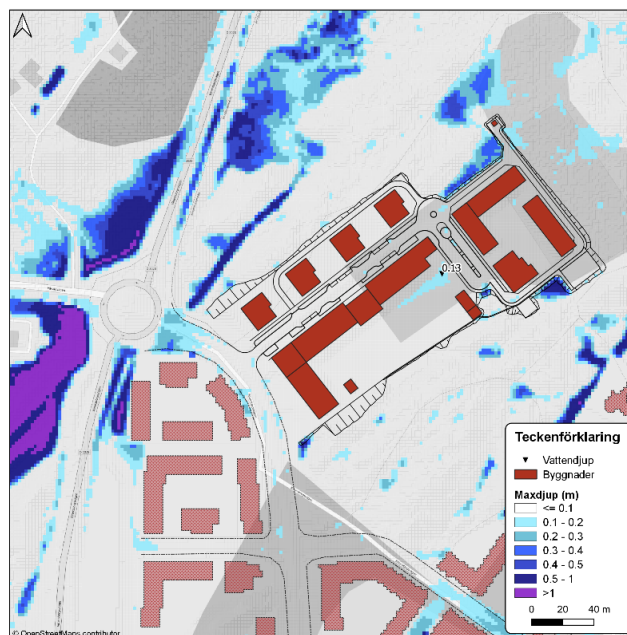 0.13
Teckenförklaring
Vattendjup
Byggnader
Maxdjup (m)
<= 0.1
0.1 - 0.2
0.2 - 0.3
0.3 - 0.4
0.4 - 0.5
0.5 - 1
>1
0 20 40 m
© OpenStreetMaps contributor